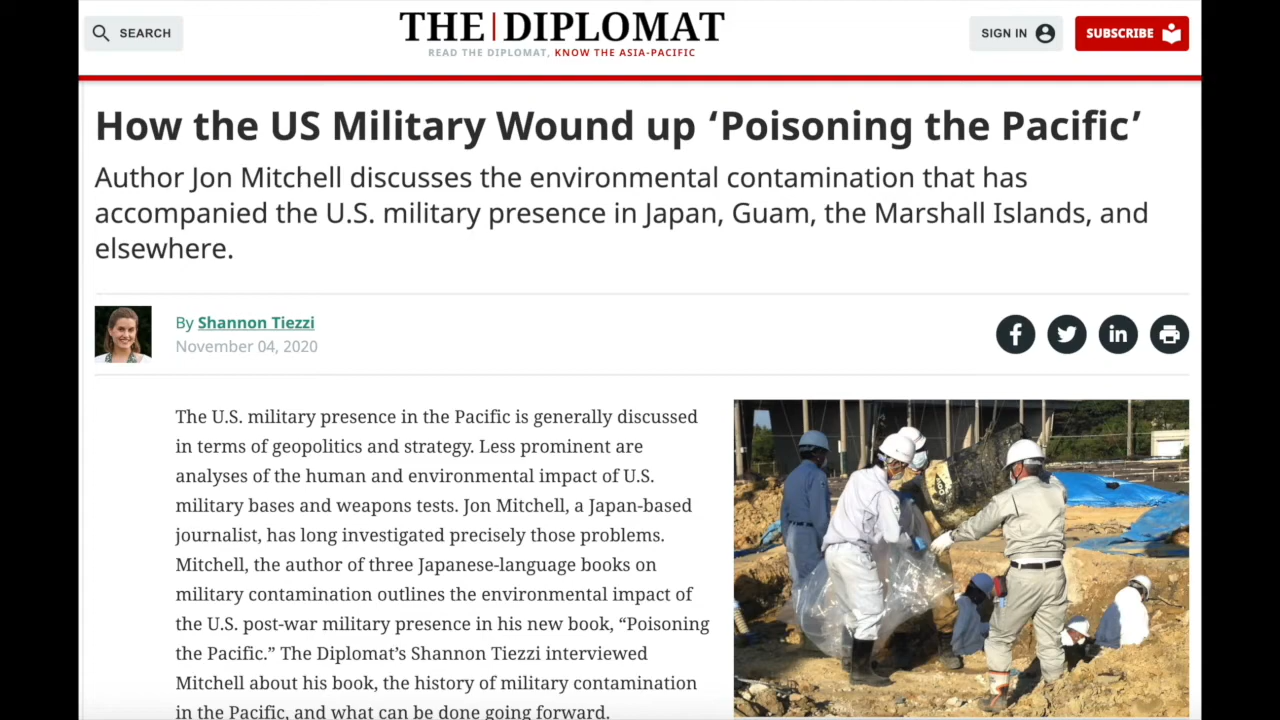 SEARCH
THE DIPLOMAT
READ THE DIPLOMAT, KNOW THE ASIA-PACIFIC
SIGN IN
SUBSCRIBE
How the US Military Wound up ‘Poisoning the Pacific’
Author Jon Mitchell discusses the environmental contamination that has
accompanied the U.S. military presence in Japan, Guam, the Marshall Islands, and
elsewhere.
By Shannon Tiezzi
November 04, 2020
The U.S. military presence in the Pacific is generally discussed
in terms of geopolitics and strategy. Less prominent are
analyses of the human and environmental impact of U.S.
military bases and weapons tests. Jon Mitchell, a Japan-based
journalist, has long investigated precisely those problems.
Mitchell, the author of three Japanese-language books on
military contamination outlines the environmental impact of
the U.S. post-war military presence in his new book, “Poisoning
the Pacific.” The Diplomat’s Shannon Tiezzi interviewed
Mitchell about his book, the history of military contamination
in the Pacific, and what can be done going forward.